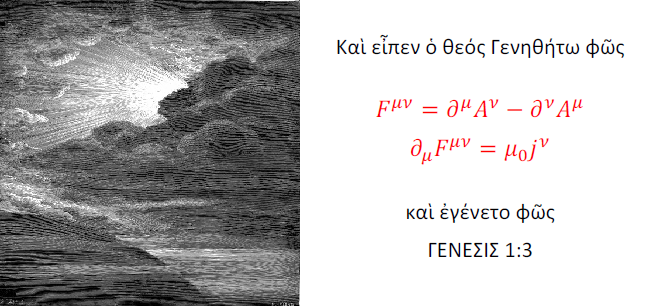 Καὶ εἶπεν ὁ θεός Γενηθήτω φῶς
F^{μν} = ∂^μ A^ν − ∂^ν A^μ
∂_μ F^{μν} = μ_0 j^ν
καὶ ἐγένετο φῶς
ΓΕΝΕΣΙΣ 1:3